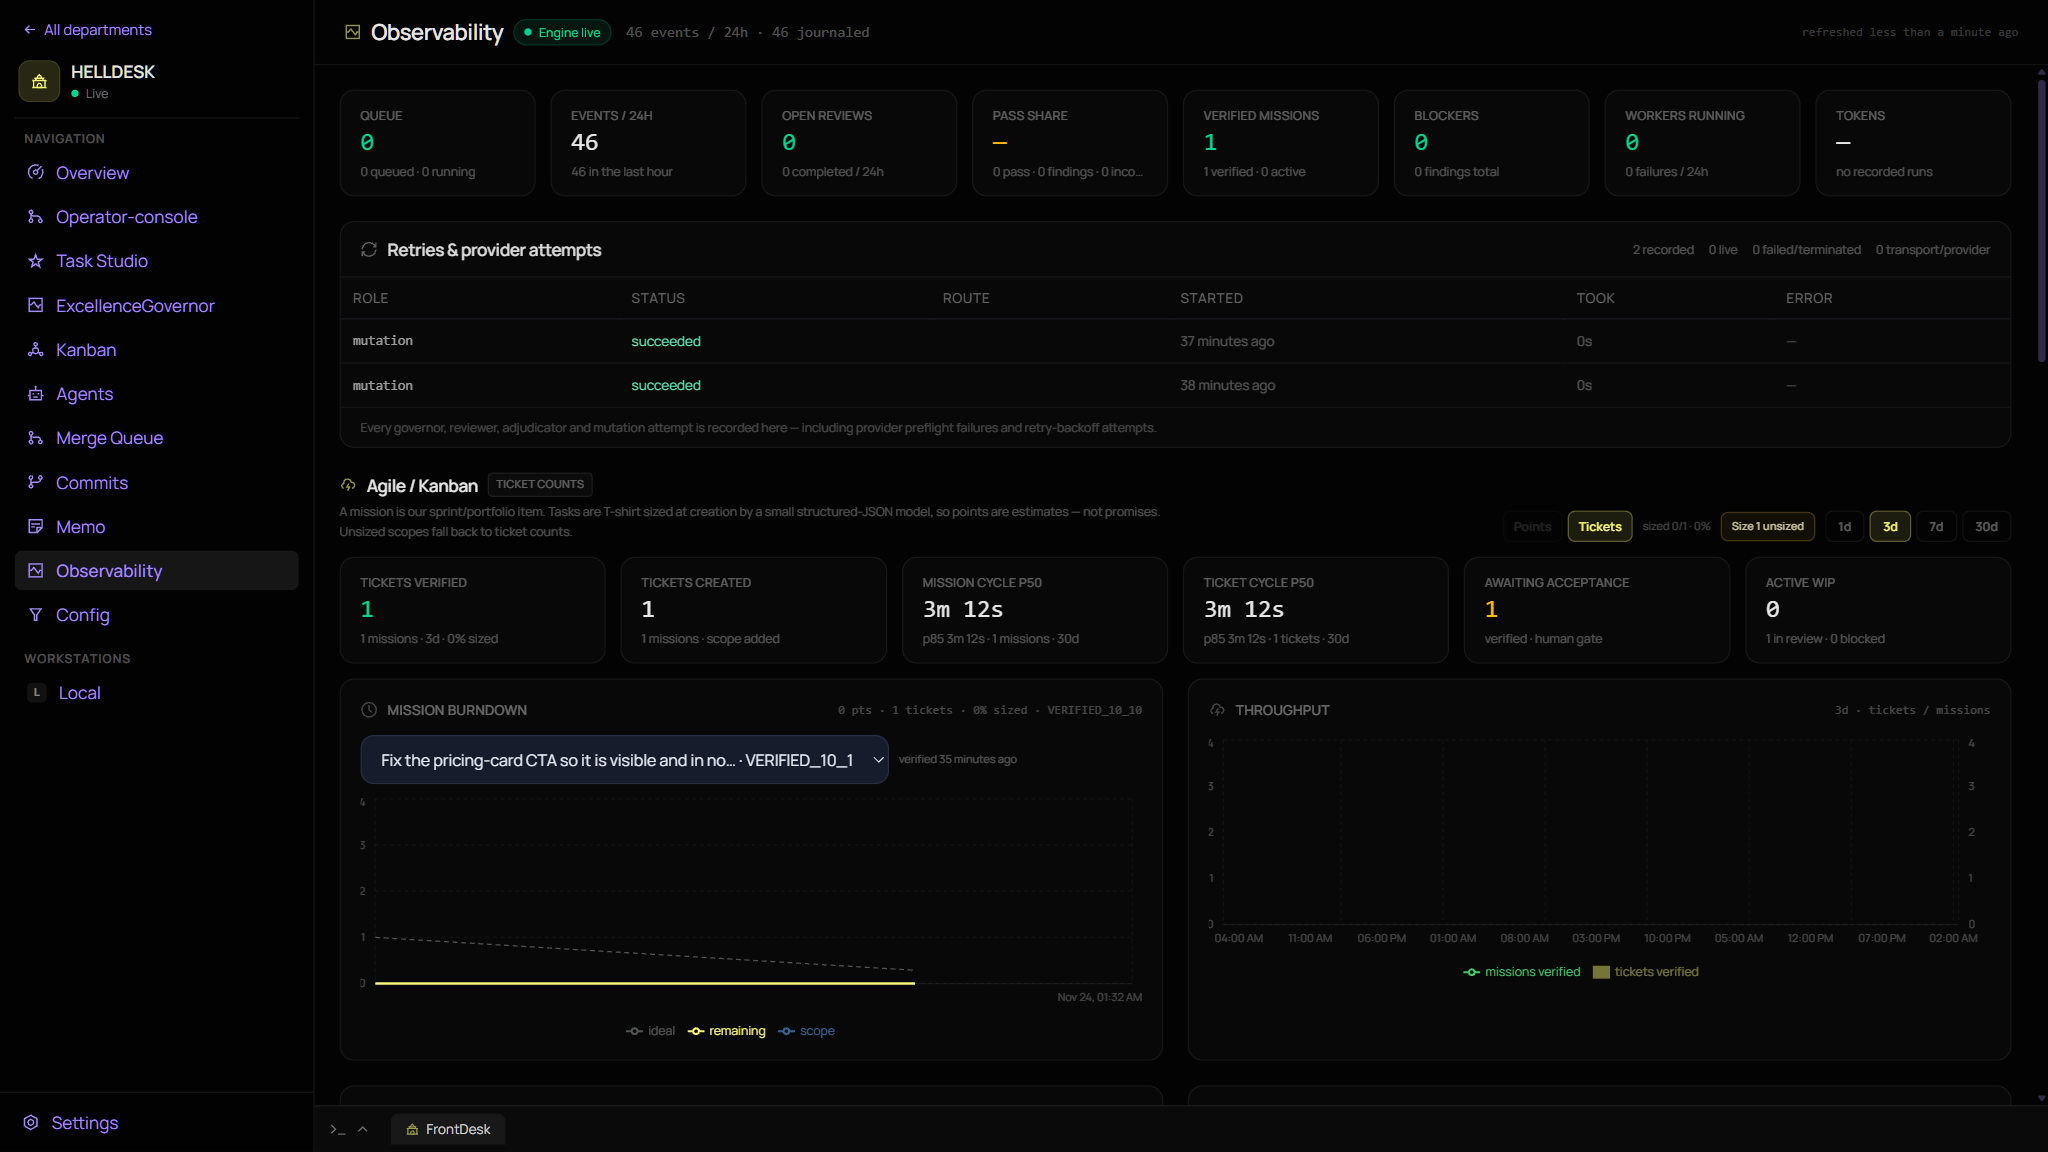 All departments
HELLDESK
Live
NAVIGATION
Overview
Operator-console
Task Studio
ExcellenceGovernor
Kanban
Agents
Merge Queue
Commits
Memo
Observability
Config
WORKSTATIONS
L Local
Settings
Observability Engine live 46 events / 24h · 46 journaled refreshed less than a minute ago
QUEUE
0
0 queued · 0 running
EVENTS / 24H
46
46 in the last hour
OPEN REVIEWS
0
0 completed / 24h
PASS SHARE
—
0 pass · 0 findings · 0 inco...
VERIFIED MISSIONS
1
1 verified · 0 active
BLOCKERS
0
0 findings total
WORKERS RUNNING
0
0 failures / 24h
TOKENS
—
no recorded runs
Retries & provider attempts 2 recorded 0 live 0 failed/terminated 0 transport/provider
ROLE STATUS ROUTE STARTED TOOK ERROR
mutation succeeded 37 minutes ago 0s —
mutation succeeded 38 minutes ago 0s —
Every governor, reviewer, adjudicator and mutation attempt is recorded here — including provider preflight failures and retry-backoff attempts.
Agile / Kanban TICKET COUNTS
A mission is our sprint/portfolio item. Tasks are T-shirt sized at creation by a small structured-JSON model, so points are estimates — not promises.
Unsized scopes fall back to ticket counts.
Points Tickets sized 0/1 · 0% Size 1 unsized 1d 3d 7d 30d
TICKETS VERIFIED
1
1 missions · 3d · 0% sized
TICKETS CREATED
1
1 missions · scope added
MISSION CYCLE P50
3m 12s
p85 3m 12s · 1 missions · 30d
TICKET CYCLE P50
3m 12s
p85 3m 12s · 1 tickets · 30d
AWAITING ACCEPTANCE
1
verified · human gate
ACTIVE WIP
0
1 in review · 0 blocked
MISSION BURNDOWN 0 pts · 1 tickets · 0% sized · VERIFIED_10_10
Fix the pricing-card CTA so it is visible and in no... · VERIFIED_10_1 verified 35 minutes ago
4
3
2
1
0
Nov 24, 01:32 AM
ideal remaining scope
THROUGHPUT 3d · tickets / missions
4 4
3 3
2 2
1 1
0 0
04:00 AM 11:00 AM 06:00 PM 01:00 AM 08:00 AM 03:00 PM 10:00 PM 05:00 AM 12:00 PM 07:00 PM 02:00 AM
missions verified tickets verified
FrontDesk